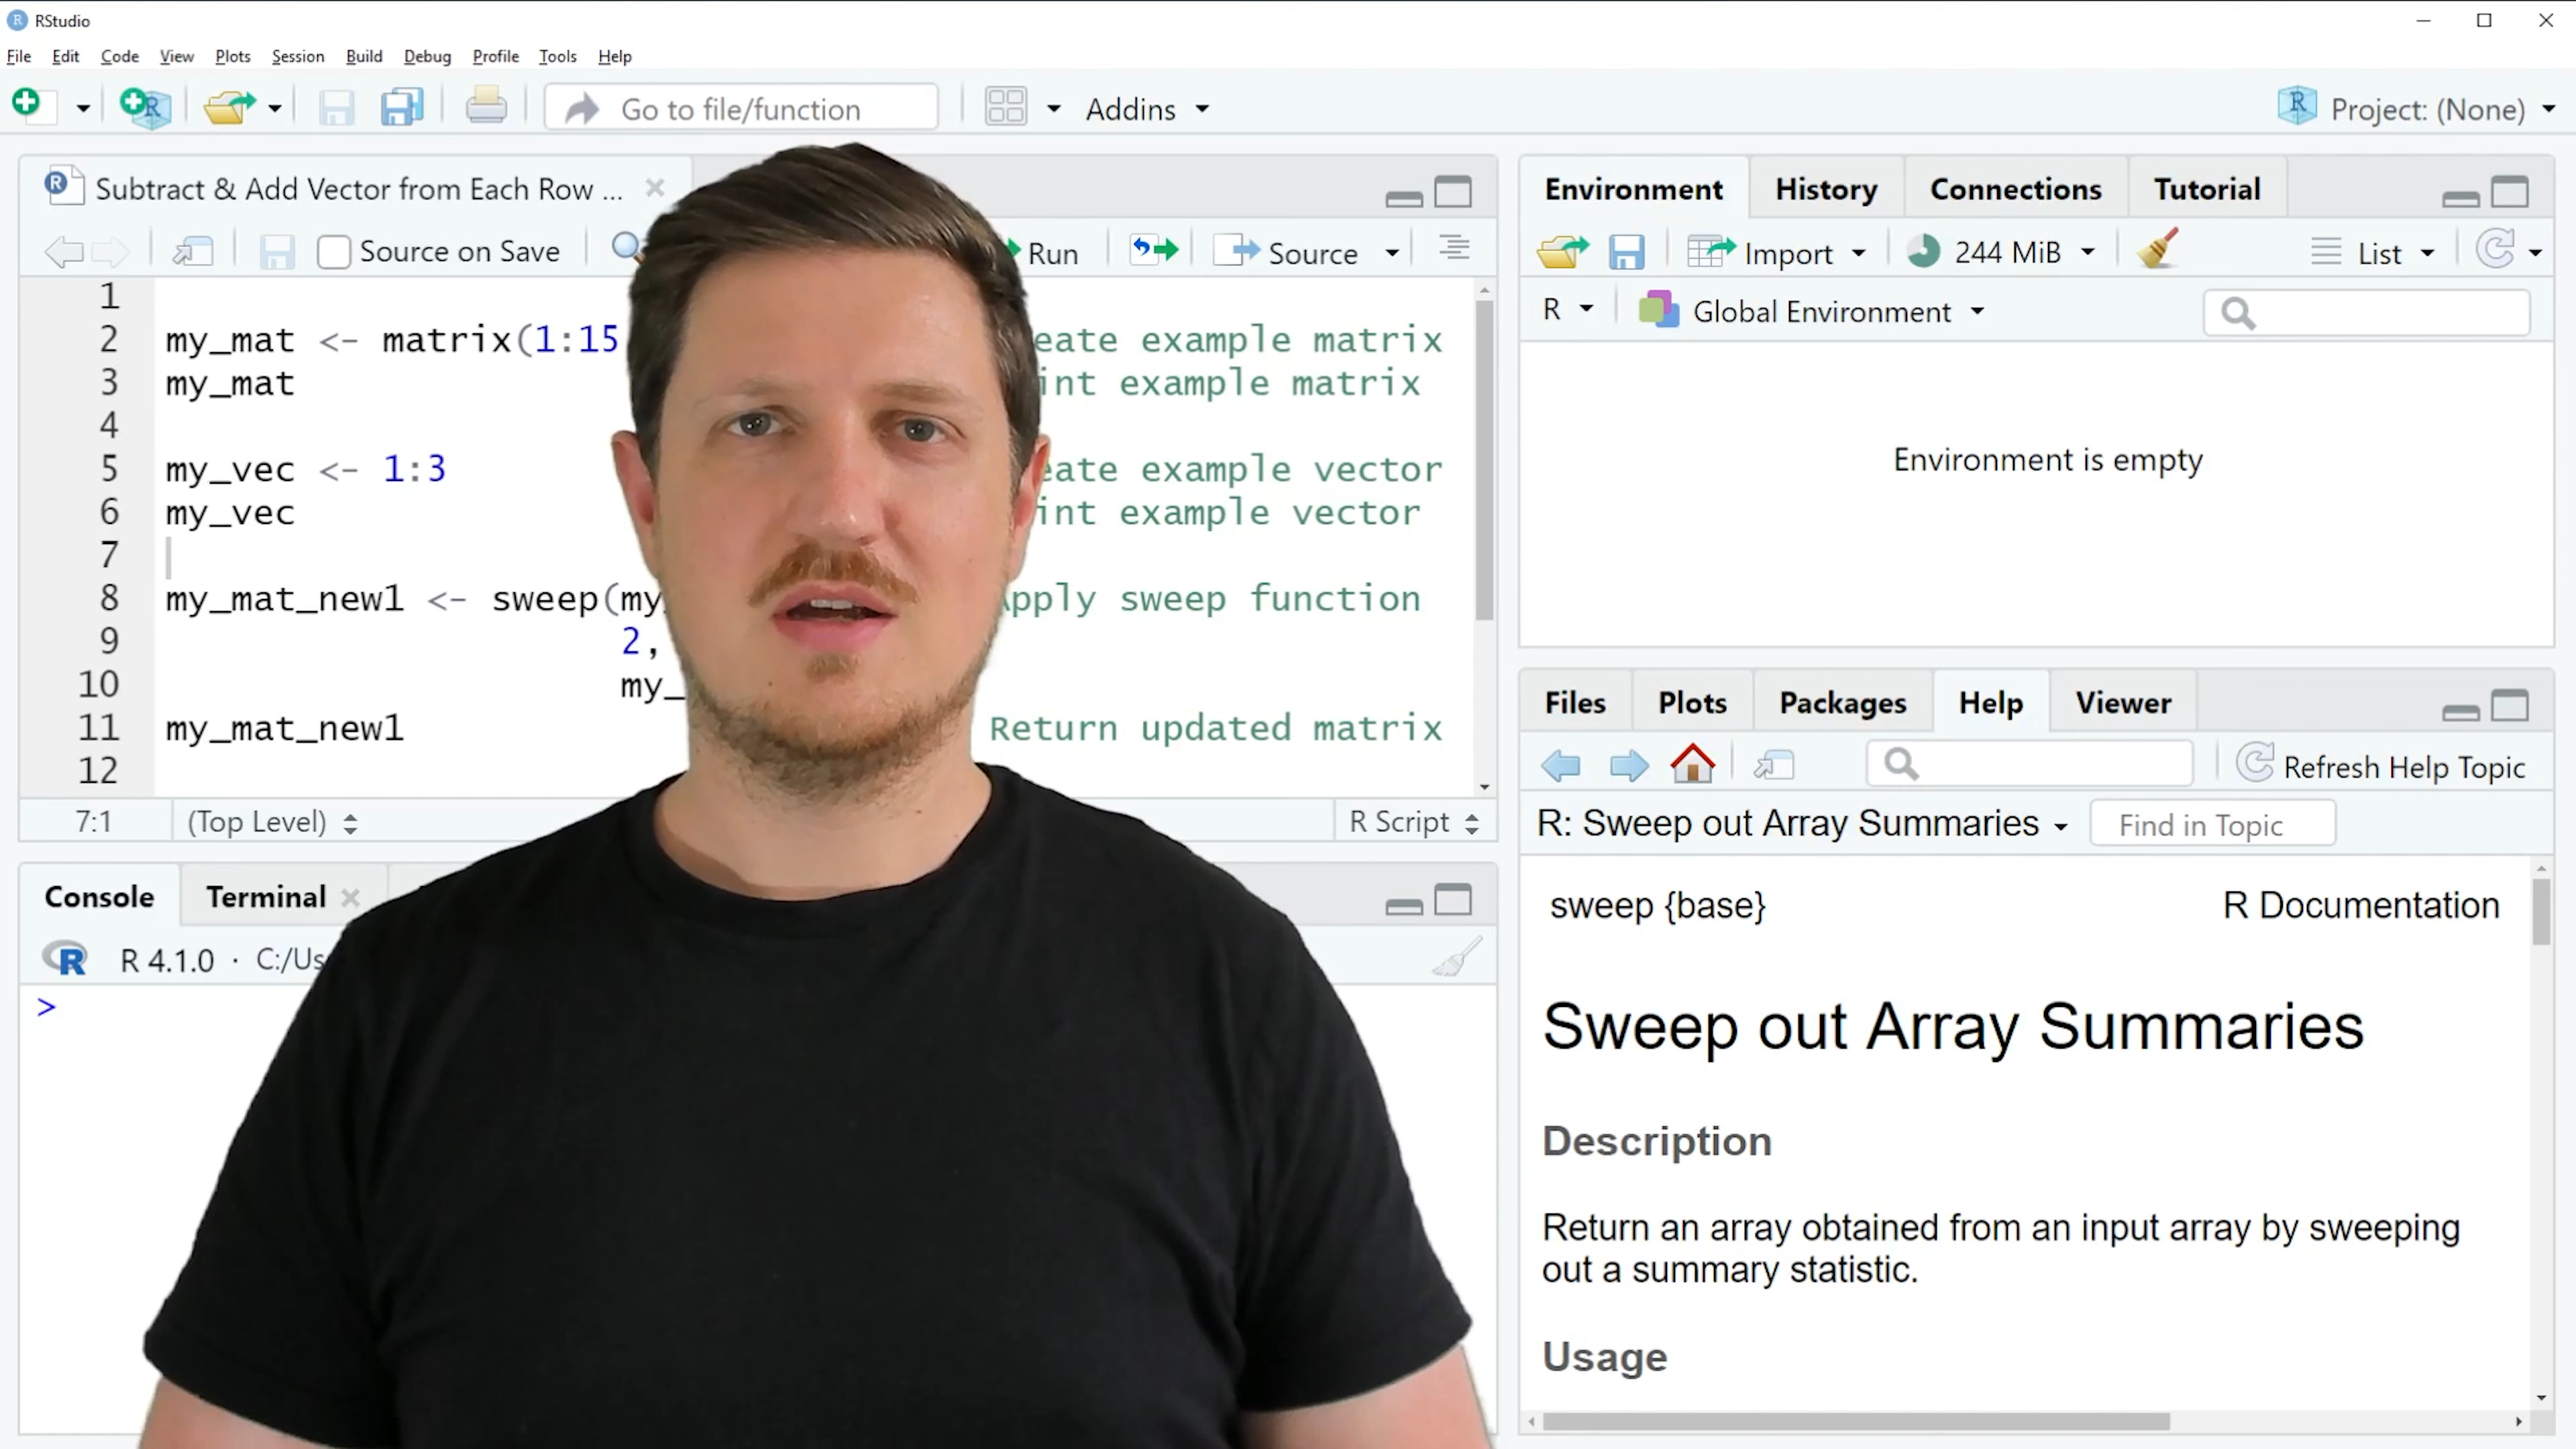 RStudio
File Edit Code View Plots Session Build Debug Profile Tools Help
Go to file/function Addins Project: (None)
Subtract & Add Vector from Each Row ...
Source on Save Run Source
1
2 my_mat <- matrix(1:15 eate example matrix
3 my_mat int example matrix
4
5 my_vec <- 1:3 eate example vector
6 my_vec int example vector
7
8 my_mat_new1 <- sweep(my Apply sweep function
9 2,
10 my_
11 my_mat_new1 Return updated matrix
12
7:1 (Top Level) R Script
Console Terminal
R 4.1.0 · C:/Us
>
Environment History Connections Tutorial
Import 244 MiB List
R Global Environment
Environment is empty
Files Plots Packages Help Viewer
Refresh Help Topic
R: Sweep out Array Summaries Find in Topic
sweep {base} R Documentation
Sweep out Array Summaries
Description
Return an array obtained from an input array by sweeping
out a summary statistic.
Usage